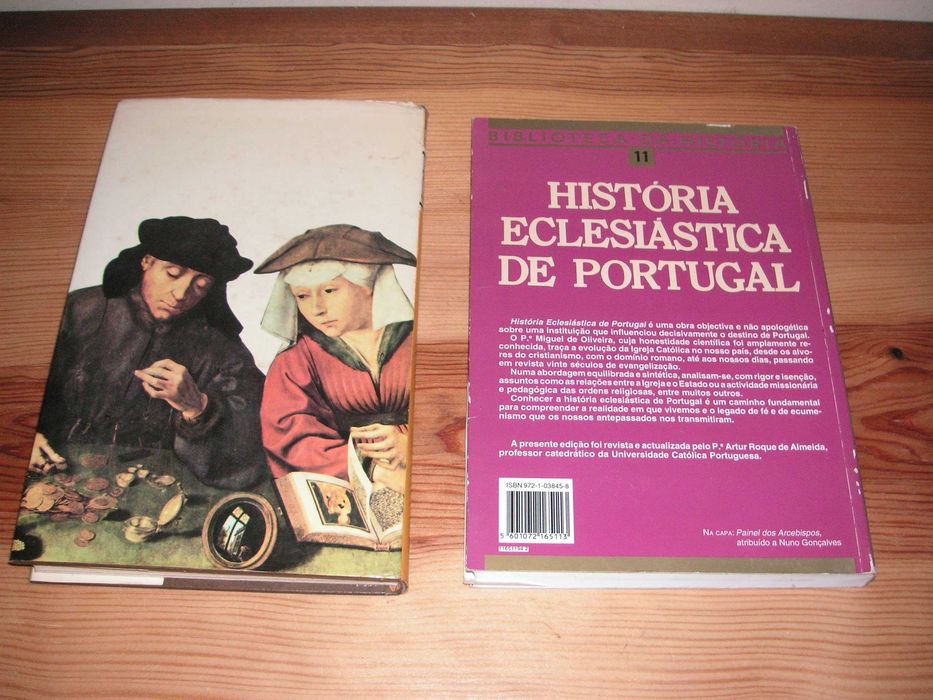 BIBLIOTECA DA HISTÓRIA
11
HISTÓRIA
ECLESIÁSTICA
DE PORTUGAL
História Eclesiástica de Portugal é uma obra objectiva e não apologética
sobre uma instituição que influenciou decisivamente o destino de Portugal.
O P.e Miguel de Oliveira, cuja honestidade científica foi amplamente re-
conhecida, traça a evolução da Igreja Católica no nosso país, desde os alvo-
res do cristianismo, com o domínio romano, até aos nossos dias, passando
em revista vinte séculos de evangelização.
Numa abordagem equilibrada e sintética, analisam-se, com rigor e isenção,
assuntos como as relações entre a Igreja e o Estado ou a actividade missionária
e pedagógica das ordens religiosas, entre muitos outros.
Conhecer a história eclesiástica de Portugal é um caminho fundamental
para compreender a realidade em que vivemos e o legado de fé e de ecume-
nismo que os nossos antepassados nos transmitiram.
A presente edição foi revista e actualizada pelo P.e Artur Roque de Almeida,
professor catedrático da Universidade Católica Portuguesa.
ISBN 972-1-03845-8
5 601072 165113
NA CAPA: Painel dos Arcebispos,
atribuído a Nuno Gonçalves